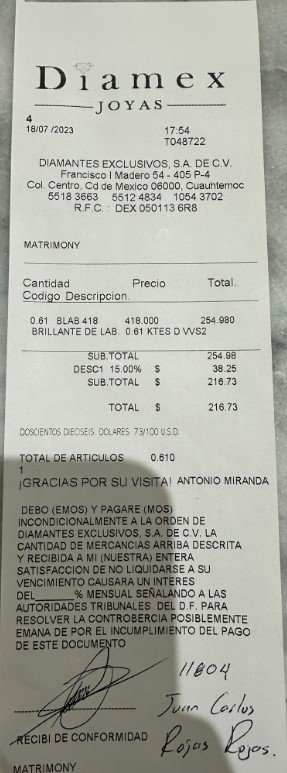 Diamex
JOYAS
4
18/07/2023 17:54
T048722
DIAMANTES EXCLUSIVOS, S.A. DE C.V.
Francisco I Madero 54 - 405 P-4
Col. Centro, Cd de Mexico 06000, Cuauhtemoc
5518 3663 5512 4834 1054 3702
R.F.C. : DEX 050113 6R8
MATRIMONY
Cantidad Precio Total.
Codigo Descripcion.
0.61 BLAB 418 418.000 254.980
BRILLANTE DE LAB. 0.61 KTES D VVS2
SUB.TOTAL 254.98
DESC1 15.00% $ 38.25
SUB.TOTAL $ 216.73
TOTAL $ 216.73
DOSCIENTOS DIECISEIS DOLARES 73/100 U.S.D.
TOTAL DE ARTICULOS 0.610
1
¡GRACIAS POR SU VISITA! ANTONIO MIRANDA
DEBO (EMOS) Y PAGARE (MOS)
INCONDICIONALMENTE A LA ORDEN DE
DIAMANTES EXCLUSIVOS, S.A. DE C.V. LA
CANTIDAD DE MERCANCIAS ARRIBA DESCRITA
Y RECIBIDA A MI (NUESTRA) ENTERA
SATISFACCION DE NO LIQUIDARSE A SU
VENCIMIENTO CAUSARA UN INTERES
DEL______% MENSUAL SEÑALANDO A LAS
AUTORIDADES TRIBUNALES DEL D.F. PARA
RESOLVER LA CONTROBERCIA POSIBLEMENTE
EMANA DE POR EL INCUMPLIMIENTO DEL PAGO
DE ESTE DOCUMENTO
11804
Juan Carlos
RECIBI DE CONFORMIDAD Rojas Rojas.
MATRIMONY